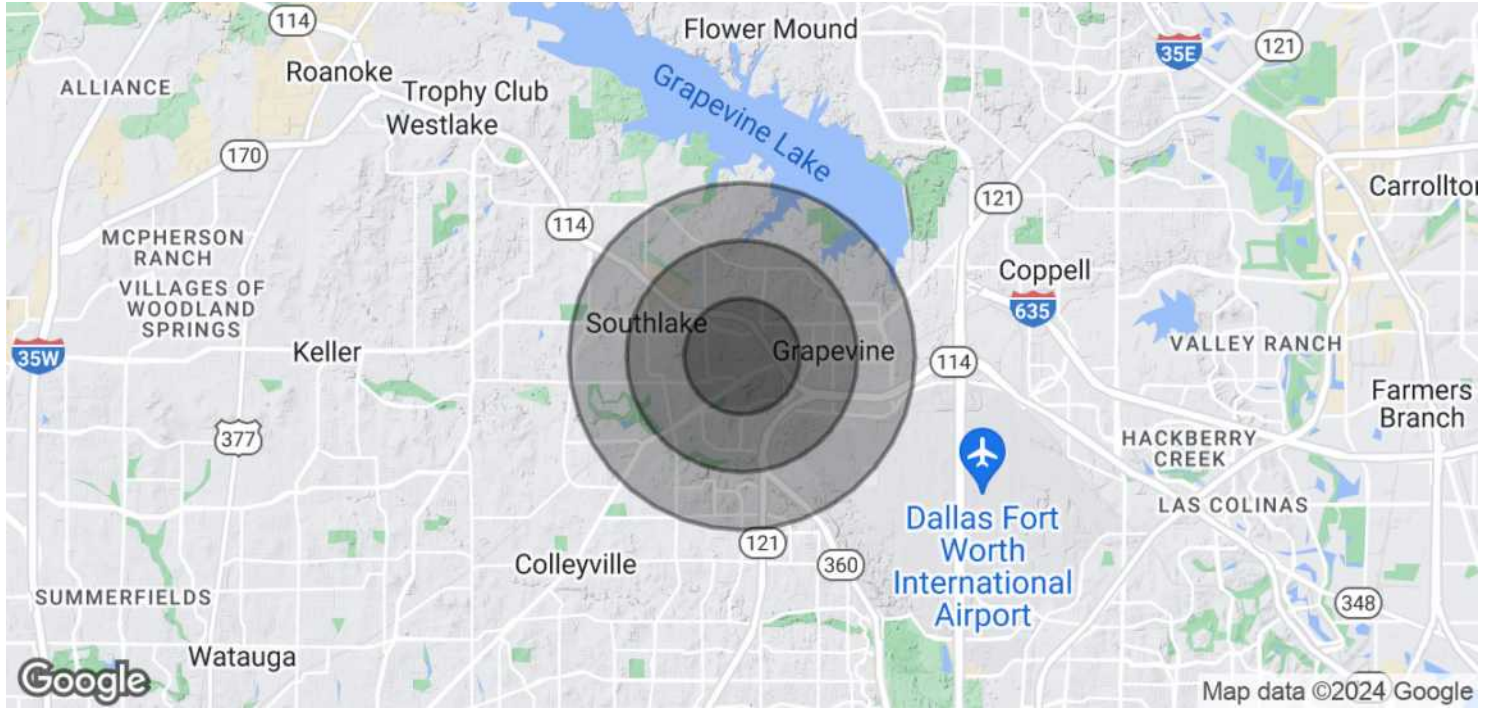 114
Flower Mound
35E
121
Roanoke
ALLIANCE
Trophy Club
Westlake
Grapevine Lake
170
Carrollton
121
114
MCPHERSON
RANCH
Coppell
VILLAGES OF
WOODLAND
SPRINGS
635
Southlake
35W
Keller
Grapevine
114
VALLEY RANCH
Farmers
Branch
377
HACKBERRY
CREEK
LAS COLINAS
Dallas Fort
Worth
International
Airport
121
Colleyville
360
SUMMERFIELDS
348
Watauga
Google
Map data ©2024 Google